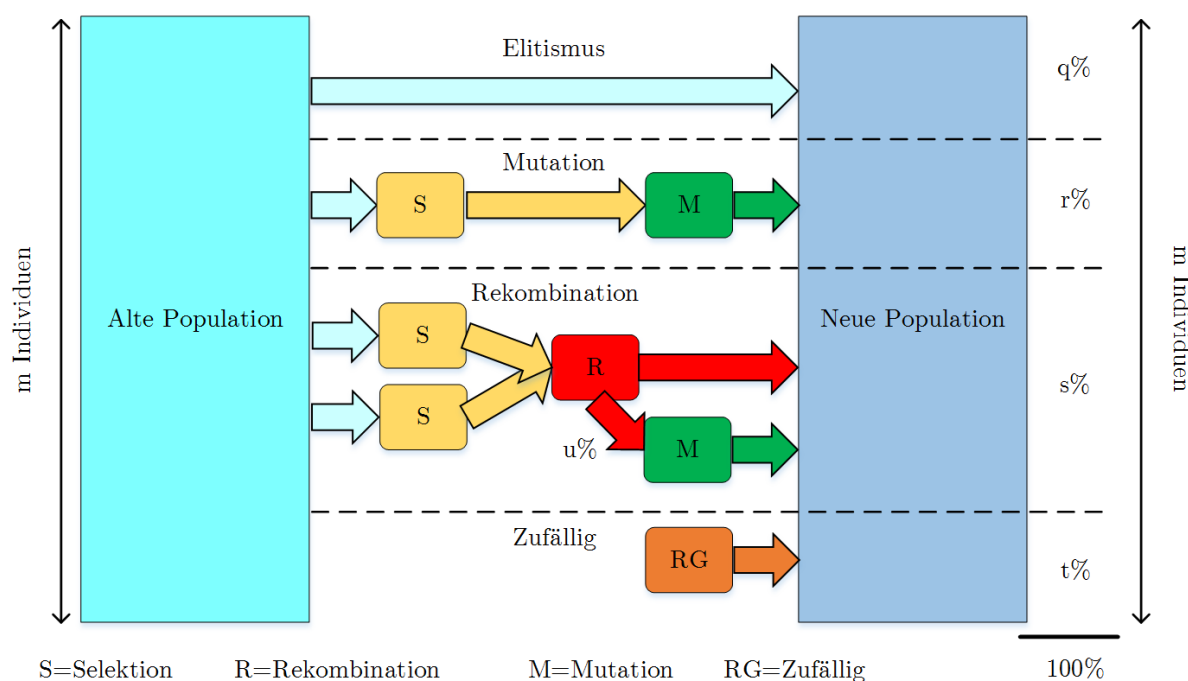 Elitismus
q%
Mutation
S
M
r%
m Individuen
Alte Population
Rekombination
S
S
R
u%
M
Neue Population
s%
m Individuen
Zufällig
RG
t%
S=Selektion R=Rekombination M=Mutation RG=Zufällig 100%